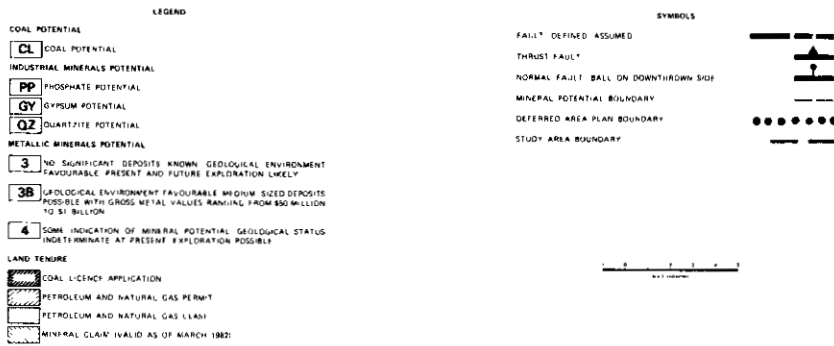 LEGEND
COAL POTENTIAL
CL COAL POTENTIAL
INDUSTRIAL MINERALS POTENTIAL
PP PHOSPHATE POTENTIAL
GY GYPSUM POTENTIAL
QZ QUARTZITE POTENTIAL
METALLIC MINERALS POTENTIAL
3 NO SIGNIFICANT DEPOSITS KNOWN GEOLOGICAL ENVIRONMENT
FAVOURABLE PRESENT AND FUTURE EXPLORATION LIKELY
3B GEOLOGICAL ENVIRONMENT FAVOURABLE MEDIUM SIZED DEPOSITS
POSSIBLE WITH GROSS METAL VALUES RANGING FROM $50 MILLION
TO $1 BILLION
4 SOME INDICATION OF MINERAL POTENTIAL GEOLOGICAL STATUS
INDETERMINATE AT PRESENT EXPLORATION POSSIBLE
LAND TENURE
COAL LICENCE APPLICATION
PETROLEUM AND NATURAL GAS PERMIT
PETROLEUM AND NATURAL GAS LEASE
MINERAL CLAIM (VALID AS OF MARCH 1982)
SYMBOLS
FAULT DEFINED ASSUMED
THRUST FAULT
NORMAL FAULT BALL ON DOWNTHROWN SIDE
MINERAL POTENTIAL BOUNDARY
DEFERRED AREA PLAN BOUNDARY
STUDY AREA BOUNDARY